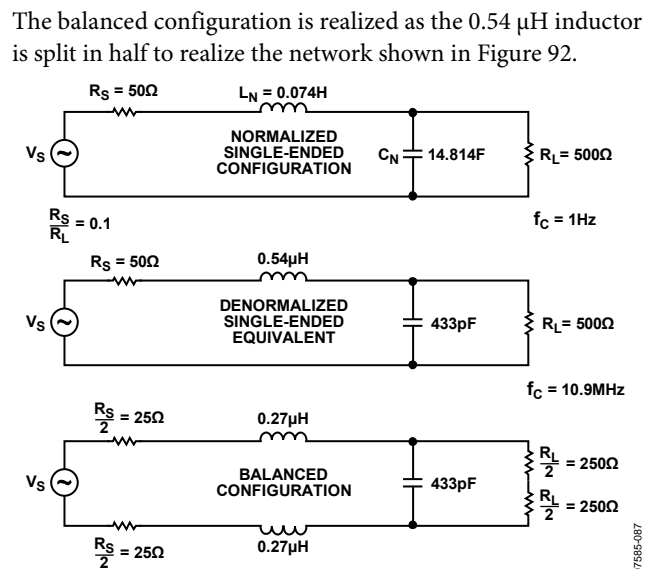 The balanced configuration is realized as the 0.54 µH inductor
is split in half to realize the network shown in Figure 92.
RS = 50Ω
LN = 0.074H
VS
NORMALIZED
SINGLE-ENDED
CONFIGURATION
CN
14.814F
RL= 500Ω
RS
RL
= 0.1
fC = 1Hz
RS = 50Ω
0.54µH
VS
DENORMALIZED
SINGLE-ENDED
EQUIVALENT
433pF
RL= 500Ω
fC = 10.9MHz
RS
2
= 25Ω
0.27µH
VS
BALANCED
CONFIGURATION
433pF
RL
2
= 250Ω
RL
2
= 250Ω
RS
2
= 25Ω
0.27µH